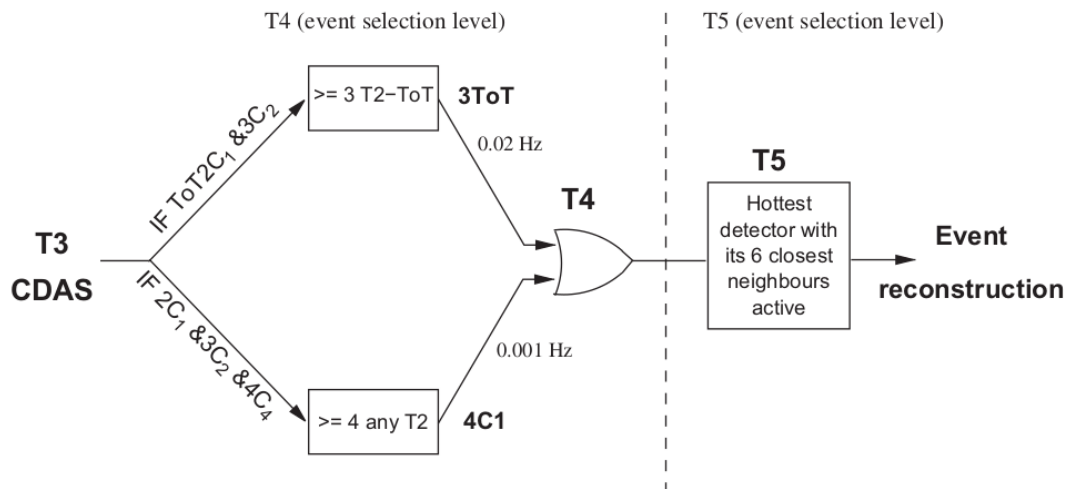 T4 (event selection level)
T5 (event selection level)
>= 3 T2−ToT
3ToT
IF ToT2C₁ &3C₂
0.02 Hz
T3
CDAS
T4
T5
Hottest
detector with
its 6 closest
neighbours
active
Event
reconstruction
IF 2C₁ &3C₂ &4C₄
0.001 Hz
>= 4 any T2
4C1